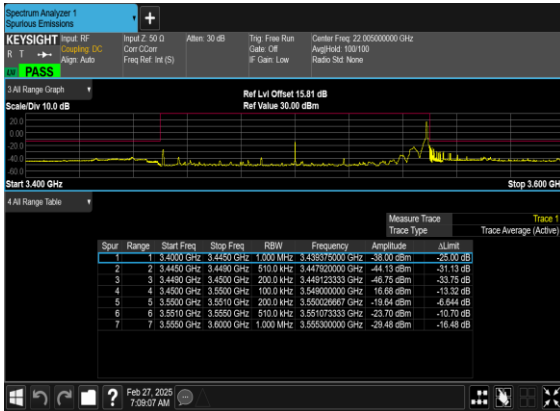 Spectrum Analyzer 1
Spurious Emissions
+
KEYSIGHT Input: RF Input Z: 50 Ω Atten: 30 dB Trig: Free Run Center Freq: 22.005000000 GHz
R T Coupling: DC Corr CCorr Gate: Off Avg|Hold: 100/100
Align: Auto Freq Ref: Int (S) IF Gain: Low Radio Std: None
LXI PASS
3 All Range Graph Ref Lvl Offset 15.81 dB
Scale/Div 10.0 dB Ref Value 30.00 dBm
20.0
0.00
-20.0
-40.0
-60.0
Start 3.400 GHz Stop 3.600 GH
4 All Range Table
Measure Trace Trace 1
Trace Type Trace Average (Active)
Spur Range Start Freq Stop Freq RBW Frequency Amplitude ΔLimit
1 1 3.4000 GHz 3.4450 GHz 1.000 MHz 3.439375000 GHz -38.00 dBm -25.00 dB
2 2 3.4450 GHz 3.4490 GHz 510.0 kHz 3.447920000 GHz -44.13 dBm -31.13 dB
3 3 3.4490 GHz 3.4500 GHz 200.0 kHz 3.449123333 GHz -46.75 dBm -33.75 dB
4 4 3.4500 GHz 3.5500 GHz 100.0 kHz 3.549000000 GHz 16.68 dBm -13.32 dB
5 5 3.5500 GHz 3.5510 GHz 200.0 kHz 3.550026667 GHz -19.64 dBm -6.644 dB
6 6 3.5510 GHz 3.5550 GHz 510.0 kHz 3.551073333 GHz -23.70 dBm -10.70 dB
7 7 3.5550 GHz 3.6000 GHz 1.000 MHz 3.555300000 GHz -29.48 dBm -16.48 dB
? Feb 27, 2025
7:09:07 AM